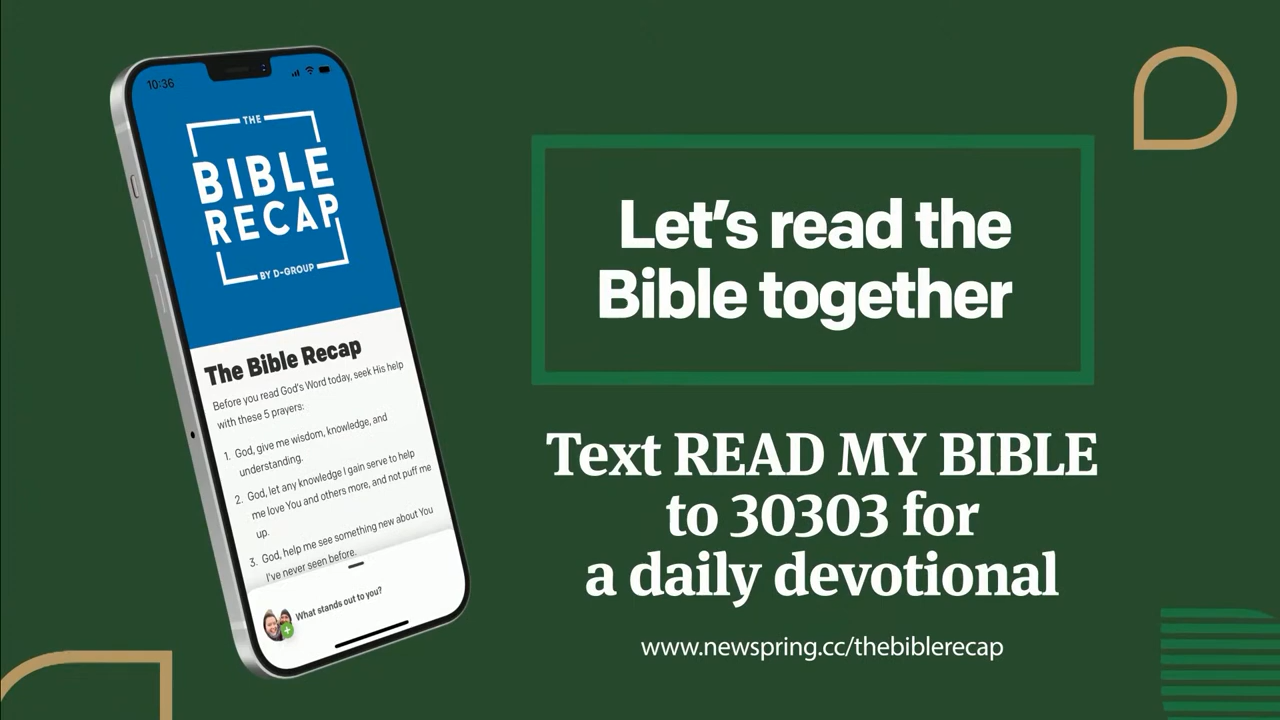 10:36
THE
BIBLE
RECAP
BY D-GROUP
The Bible Recap
Before you read God's Word today, seek His help
with these 5 prayers:
1. God, give me wisdom, knowledge, and
understanding.
2. God, let any knowledge I gain serve to help
me love You and others more, and not puff me
up.
3. God, help me see something new about You
I've never seen before.
What stands out to you?
Let's read the
Bible together
Text READ MY BIBLE
to 30303 for
a daily devotional
www.newspring.cc/thebiblerecap